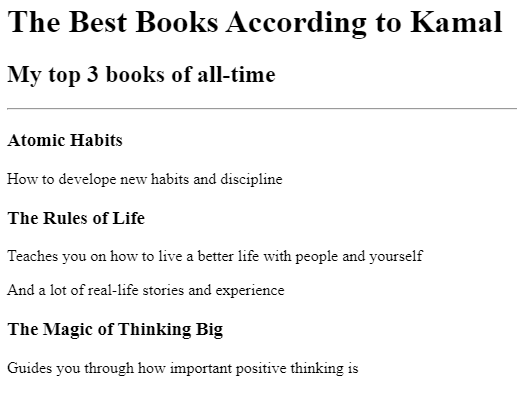 The Best Books According to Kamal
My top 3 books of all-time
Atomic Habits
How to develope new habits and discipline
The Rules of Life
Teaches you on how to live a better life with people and yourself
And a lot of real-life stories and experience
The Magic of Thinking Big
Guides you through how important positive thinking is